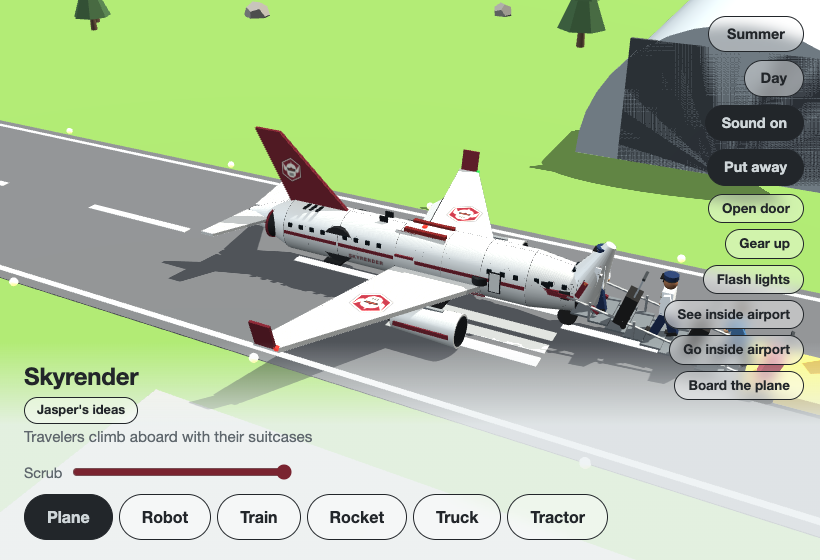 Summer
Day
Sound on
Put away
Open door
Gear up
Flash lights
See inside airport
Go inside airport
Board the plane
SKYRENDER
Skyrender
Jasper's ideas
Travelers climb aboard with their suitcases
Scrub
Plane
Robot
Train
Rocket
Truck
Tractor